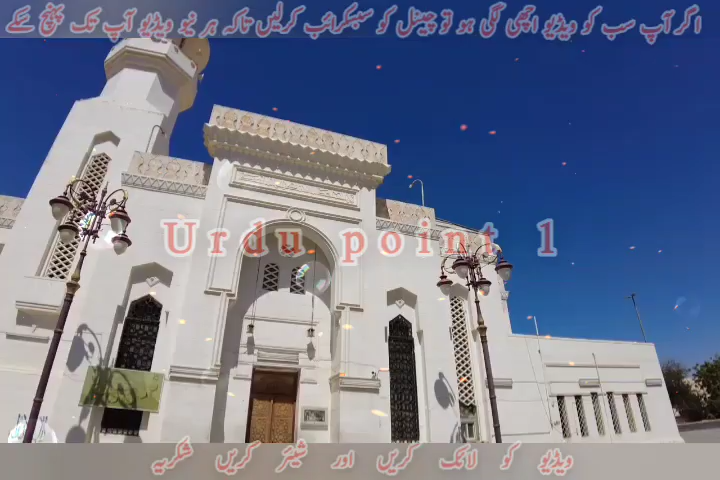 اگر آپ سب کو ویڈیو اچھی لگی ہو تو چینل کو سبسکرائب کرلیں تاکہ ہر نیو ویڈیو آپ تک پہنچ سکے
Urdu point 1
ویڈیو کو لائک کریں اور شیئر کریں شکریہ